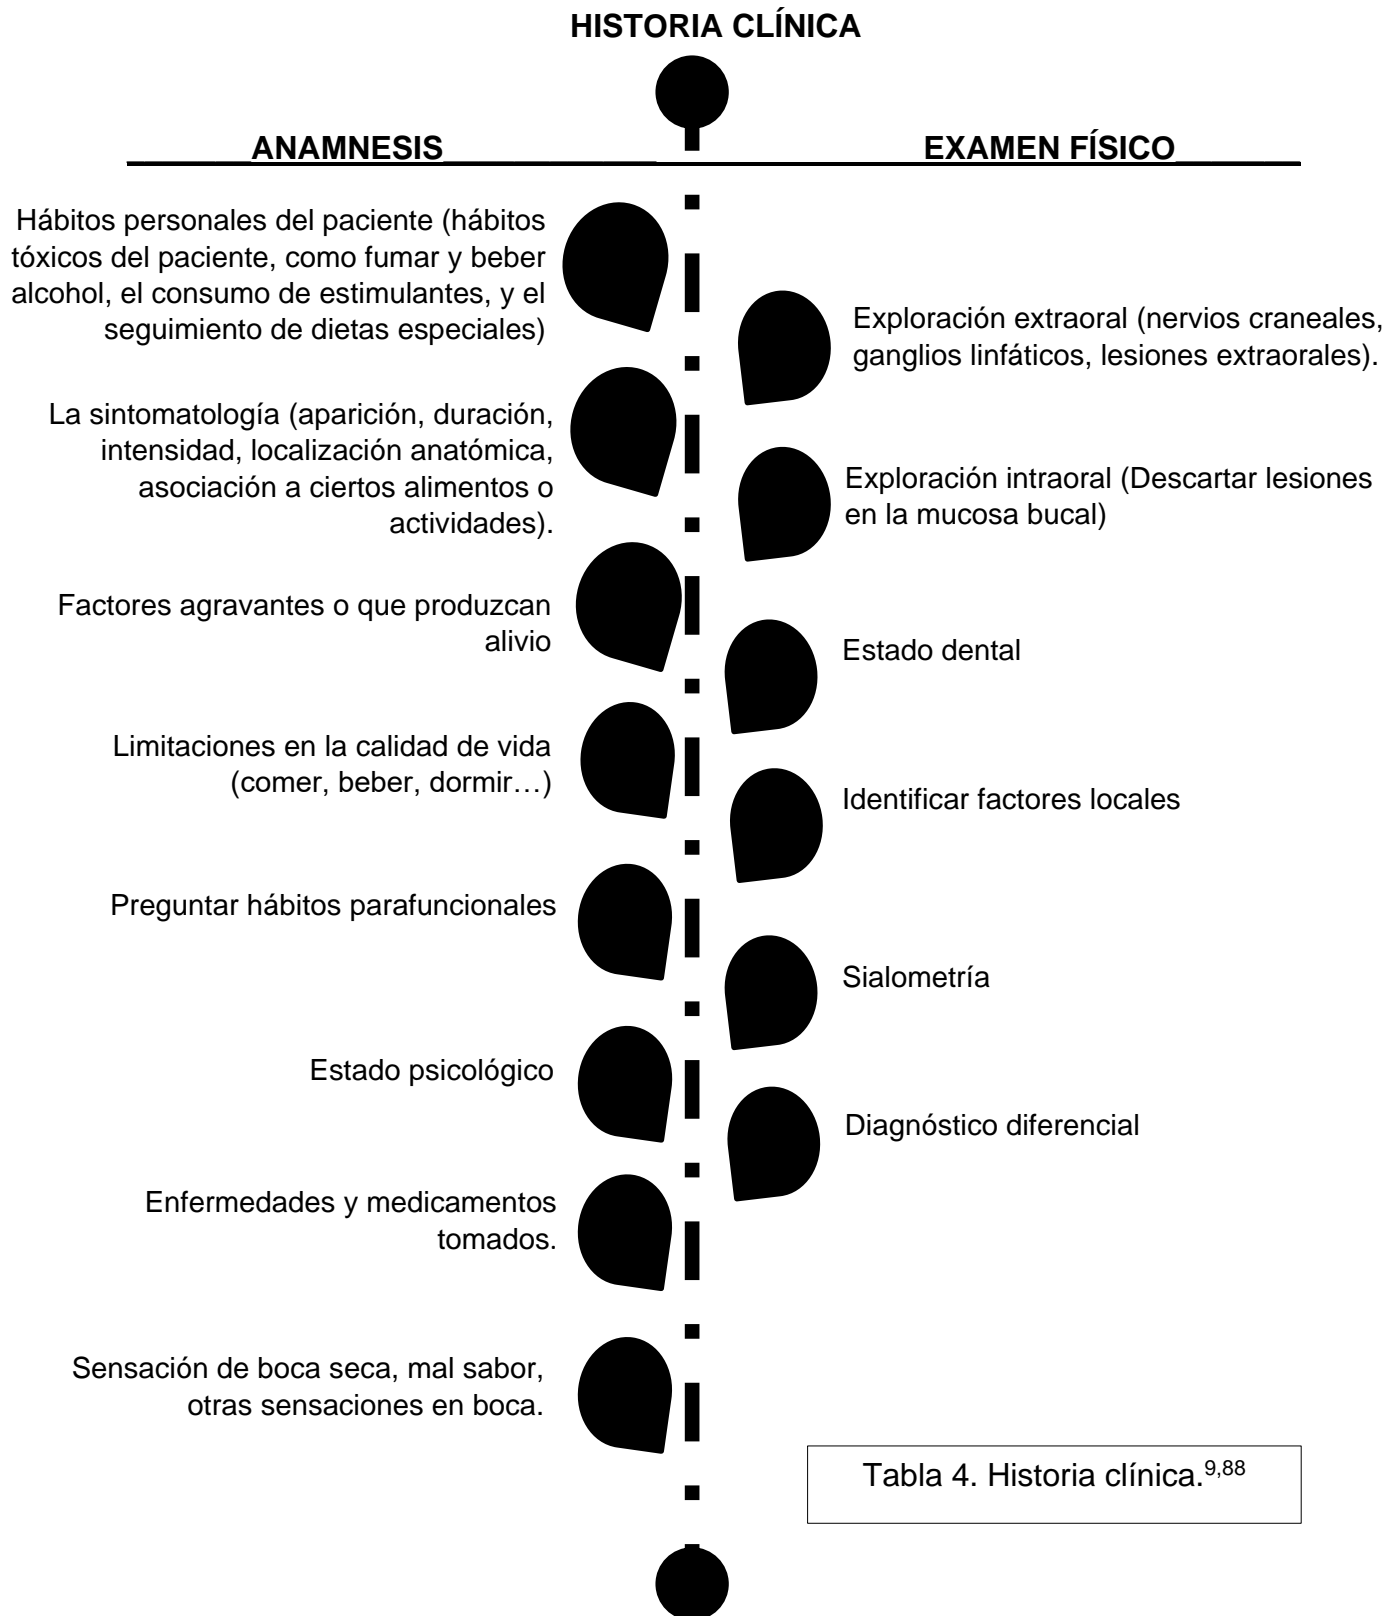 HISTORIA CLÍNICA
ANAMNESIS
Hábitos personales del paciente (hábitos
tóxicos del paciente, como fumar y beber
alcohol, el consumo de estimulantes, y el
seguimiento de dietas especiales)
La sintomatología (aparición, duración,
intensidad, localización anatómica,
asociación a ciertos alimentos o
actividades).
Factores agravantes o que produzcan
alivio
Limitaciones en la calidad de vida
(comer, beber, dormir…)
Preguntar hábitos parafuncionales
Estado psicológico
Enfermedades y medicamentos
tomados.
Sensación de boca seca, mal sabor,
otras sensaciones en boca.
EXAMEN FÍSICO
Exploración extraoral (nervios craneales,
ganglios linfáticos, lesiones extraorales).
Exploración intraoral (Descartar lesiones
en la mucosa bucal)
Estado dental
Identificar factores locales
Sialometría
Diagnóstico diferencial
Tabla 4. Historia clínica.9,88